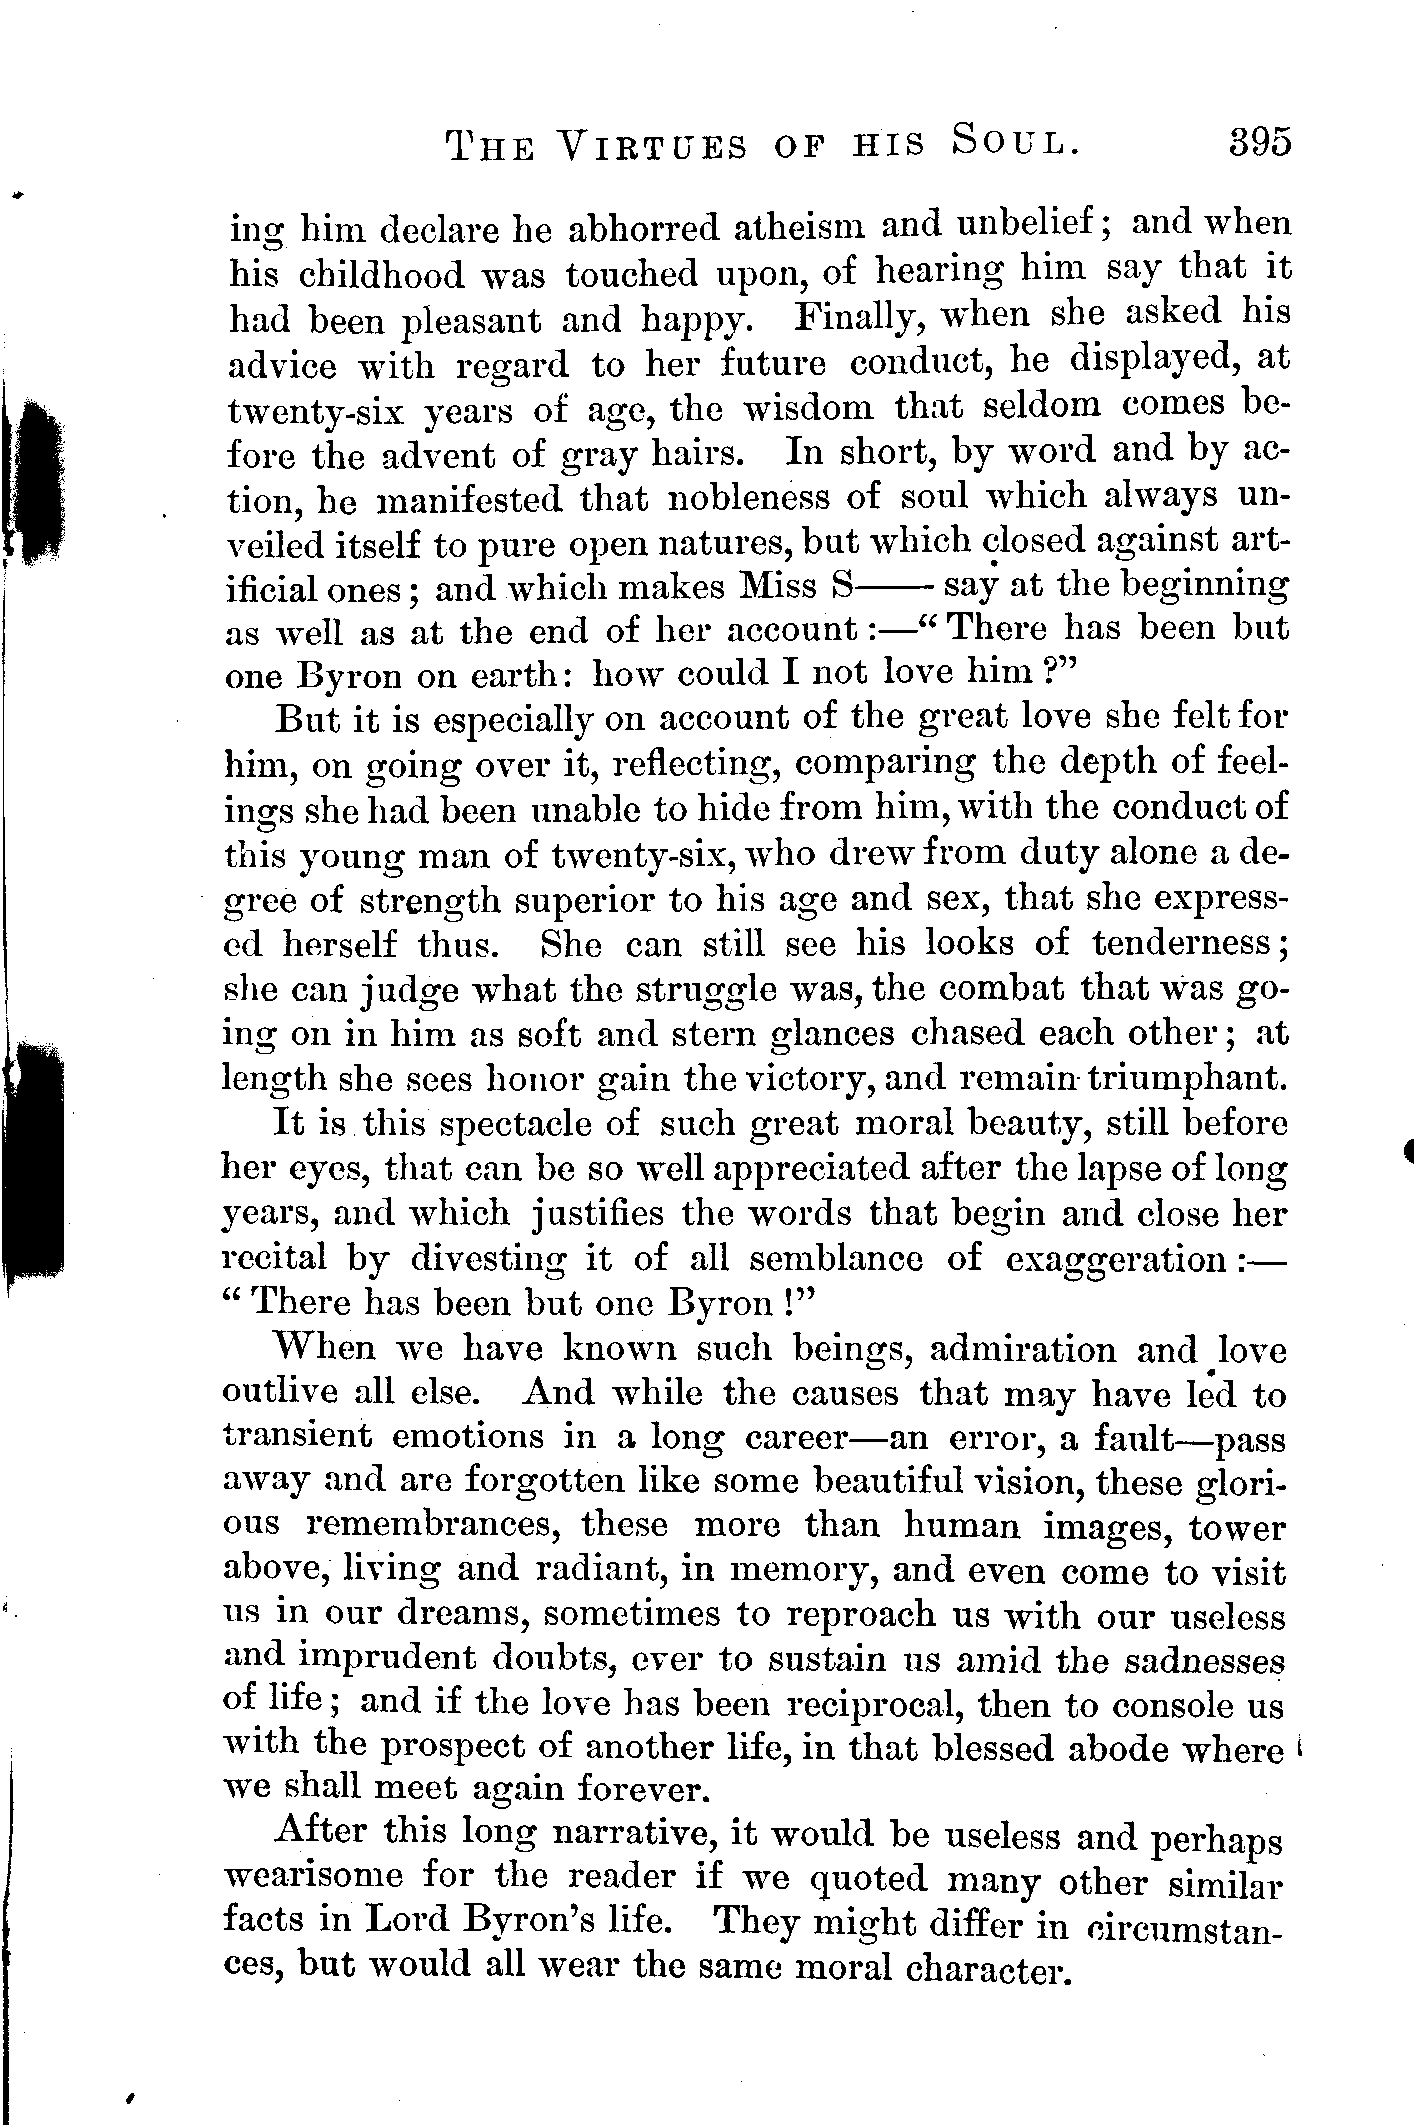 THE VIRTUES OF HIS SOUL. 395
ing him declare he abhorred atheism and unbelief; and when
his childhood was touched upon, of hearing him say that it
had been pleasant and happy. Finally, when she asked his
advice with regard to her future conduct, he displayed, at
twenty-six years of age, the wisdom that seldom comes be-
fore the advent of gray hairs. In short, by word and by ac-
tion, he manifested that nobleness of soul which always un-
veiled itself to pure open natures, but which closed against art-
ificial ones; and which makes Miss S—— say at the beginning
as well as at the end of her account:—“There has been but
one Byron on earth: how could I not love him?”
But it is especially on account of the great love she felt for
him, on going over it, reflecting, comparing the depth of feel-
ings she had been unable to hide from him, with the conduct of
this young man of twenty-six, who drew from duty alone a de-
gree of strength superior to his age and sex, that she express-
ed herself thus. She can still see his looks of tenderness;
she can judge what the struggle was, the combat that was go-
ing on in him as soft and stern glances chased each other; at
length she sees honor gain the victory, and remain triumphant.
It is this spectacle of such great moral beauty, still before
her eyes, that can be so well appreciated after the lapse of long
years, and which justifies the words that begin and close her
recital by divesting it of all semblance of exaggeration:—
“There has been but one Byron!”
When we have known such beings, admiration and love
outlive all else. And while the causes that may have led to
transient emotions in a long career—an error, a fault—pass
away and are forgotten like some beautiful vision, these glori-
ous remembrances, these more than human images, tower
above, living and radiant, in memory, and even come to visit
us in our dreams, sometimes to reproach us with our useless
and imprudent doubts, ever to sustain us amid the sadnesses
of life; and if the love has been reciprocal, then to console us
with the prospect of another life, in that blessed abode where
we shall meet again forever.
After this long narrative, it would be useless and perhaps
wearisome for the reader if we quoted many other similar
facts in Lord Byron’s life. They might differ in circumstan-
ces, but would all wear the same moral character.